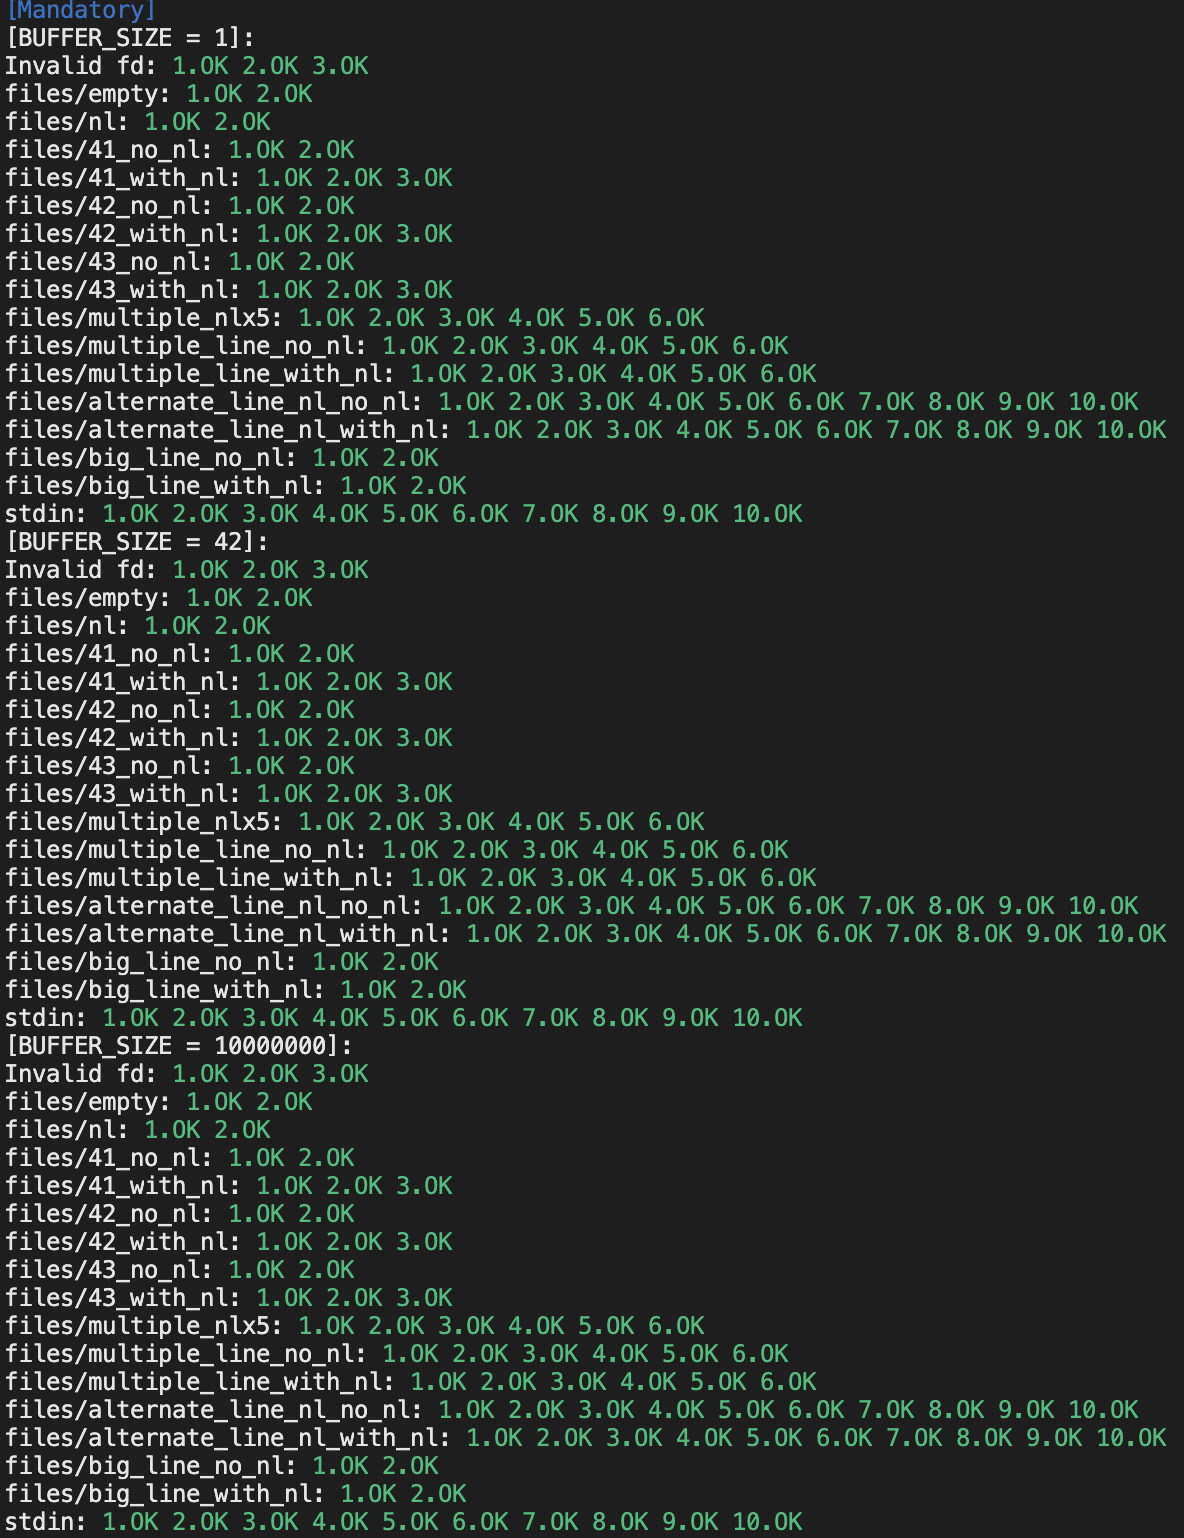 [Mandatory]
[BUFFER_SIZE = 1]:
Invalid fd: 1.OK 2.OK 3.OK
files/empty: 1.OK 2.OK
files/nl: 1.OK 2.OK
files/41_no_nl: 1.OK 2.OK
files/41_with_nl: 1.OK 2.OK 3.OK
files/42_no_nl: 1.OK 2.OK
files/42_with_nl: 1.OK 2.OK 3.OK
files/43_no_nl: 1.OK 2.OK
files/43_with_nl: 1.OK 2.OK 3.OK
files/multiple_nlx5: 1.OK 2.OK 3.OK 4.OK 5.OK 6.OK
files/multiple_line_no_nl: 1.OK 2.OK 3.OK 4.OK 5.OK 6.OK
files/multiple_line_with_nl: 1.OK 2.OK 3.OK 4.OK 5.OK 6.OK
files/alternate_line_nl_no_nl: 1.OK 2.OK 3.OK 4.OK 5.OK 6.OK 7.OK 8.OK 9.OK 10.OK
files/alternate_line_nl_with_nl: 1.OK 2.OK 3.OK 4.OK 5.OK 6.OK 7.OK 8.OK 9.OK 10.OK
files/big_line_no_nl: 1.OK 2.OK
files/big_line_with_nl: 1.OK 2.OK
stdin: 1.OK 2.OK 3.OK 4.OK 5.OK 6.OK 7.OK 8.OK 9.OK 10.OK
[BUFFER_SIZE = 42]:
Invalid fd: 1.OK 2.OK 3.OK
files/empty: 1.OK 2.OK
files/nl: 1.OK 2.OK
files/41_no_nl: 1.OK 2.OK
files/41_with_nl: 1.OK 2.OK 3.OK
files/42_no_nl: 1.OK 2.OK
files/42_with_nl: 1.OK 2.OK 3.OK
files/43_no_nl: 1.OK 2.OK
files/43_with_nl: 1.OK 2.OK 3.OK
files/multiple_nlx5: 1.OK 2.OK 3.OK 4.OK 5.OK 6.OK
files/multiple_line_no_nl: 1.OK 2.OK 3.OK 4.OK 5.OK 6.OK
files/multiple_line_with_nl: 1.OK 2.OK 3.OK 4.OK 5.OK 6.OK
files/alternate_line_nl_no_nl: 1.OK 2.OK 3.OK 4.OK 5.OK 6.OK 7.OK 8.OK 9.OK 10.OK
files/alternate_line_nl_with_nl: 1.OK 2.OK 3.OK 4.OK 5.OK 6.OK 7.OK 8.OK 9.OK 10.OK
files/big_line_no_nl: 1.OK 2.OK
files/big_line_with_nl: 1.OK 2.OK
stdin: 1.OK 2.OK 3.OK 4.OK 5.OK 6.OK 7.OK 8.OK 9.OK 10.OK
[BUFFER_SIZE = 10000000]:
Invalid fd: 1.OK 2.OK 3.OK
files/empty: 1.OK 2.OK
files/nl: 1.OK 2.OK
files/41_no_nl: 1.OK 2.OK
files/41_with_nl: 1.OK 2.OK 3.OK
files/42_no_nl: 1.OK 2.OK
files/42_with_nl: 1.OK 2.OK 3.OK
files/43_no_nl: 1.OK 2.OK
files/43_with_nl: 1.OK 2.OK 3.OK
files/multiple_nlx5: 1.OK 2.OK 3.OK 4.OK 5.OK 6.OK
files/multiple_line_no_nl: 1.OK 2.OK 3.OK 4.OK 5.OK 6.OK
files/multiple_line_with_nl: 1.OK 2.OK 3.OK 4.OK 5.OK 6.OK
files/alternate_line_nl_no_nl: 1.OK 2.OK 3.OK 4.OK 5.OK 6.OK 7.OK 8.OK 9.OK 10.OK
files/alternate_line_nl_with_nl: 1.OK 2.OK 3.OK 4.OK 5.OK 6.OK 7.OK 8.OK 9.OK 10.OK
files/big_line_no_nl: 1.OK 2.OK
files/big_line_with_nl: 1.OK 2.OK
stdin: 1.OK 2.OK 3.OK 4.OK 5.OK 6.OK 7.OK 8.OK 9.OK 10.OK